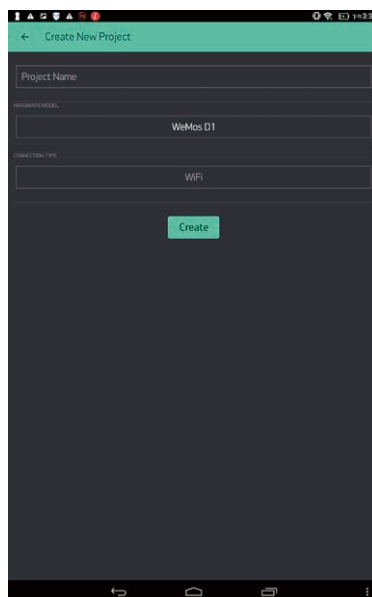 Create New Project
Project Name
HARDWARE MODEL
WeMos D1
CONNECTION TYPE
WiFi
Create